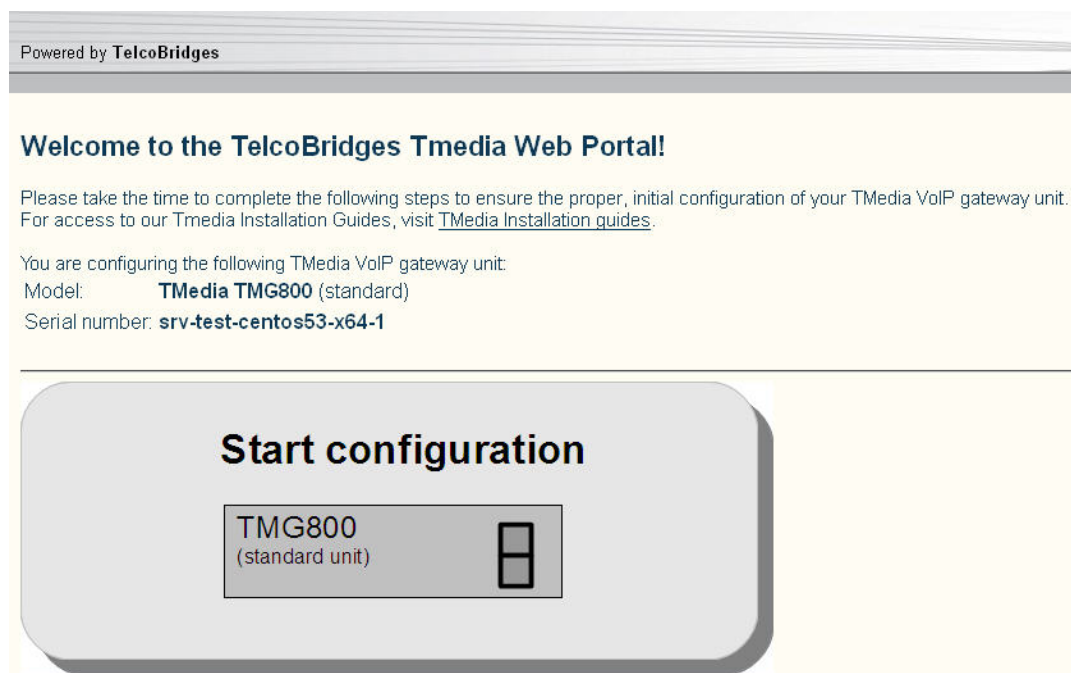 Powered by TelcoBridges
Welcome to the TelcoBridges Tmedia Web Portal!
Please take the time to complete the following steps to ensure the proper, initial configuration of your TMedia VoIP gateway unit.
For access to our Tmedia Installation Guides, visit TMedia Installation guides.
You are configuring the following TMedia VoIP gateway unit:
Model: TMedia TMG800 (standard)
Serial number: srv-test-centos53-x64-1
Start configuration
TMG800
(standard unit)